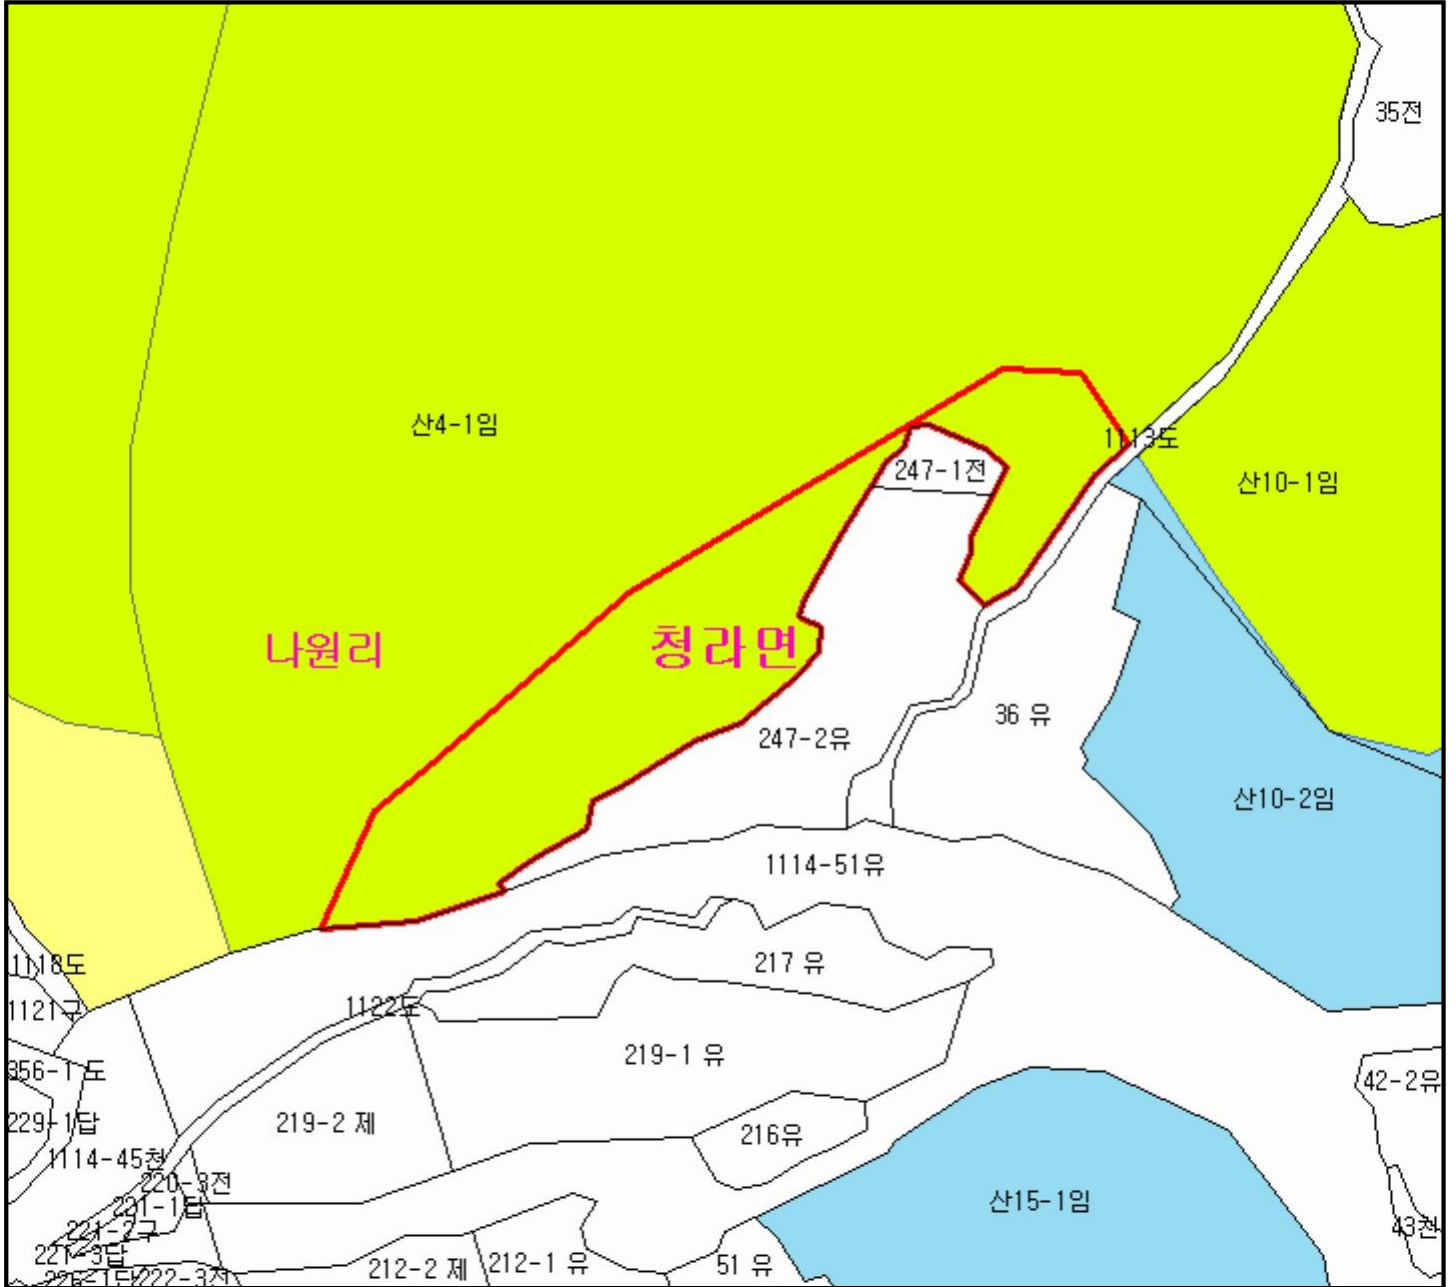 35전
산4-1임
1113도
247-1전
산10-1임
나원리
청라면
36 유
247-2유
산10-2임
1114-51유
217 유
1118도
1121구
1122도
219-1 유
356-1 도
42-2유
229-1답
219-2 제
216유
1114-45천
220-3전
221-1답
산15-1임
221-2구
43천
221-3답
212-2 제
212-1 유
51 유
222-3전